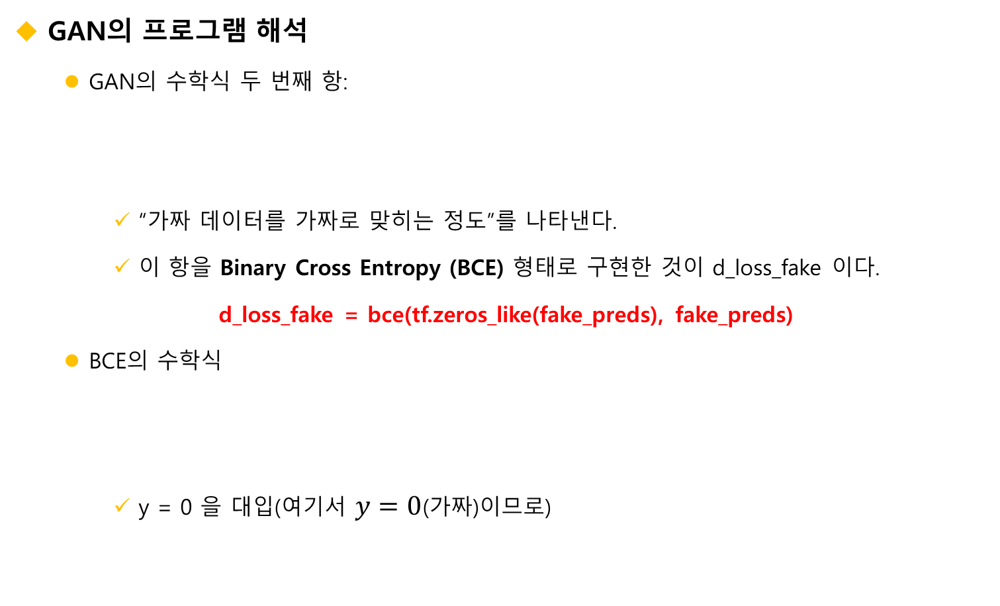 GAN의 프로그램 해석
GAN의 수학식 두 번째 항:
“가짜 데이터를 가짜로 맞히는 정도”를 나타낸다.
이 항을 Binary Cross Entropy (BCE) 형태로 구현한 것이 d_loss_fake 이다.
d_loss_fake = bce(tf.zeros_like(fake_preds), fake_preds)
BCE의 수학식
y = 0 을 대입(여기서 𝑦 = 0(가짜)이므로)